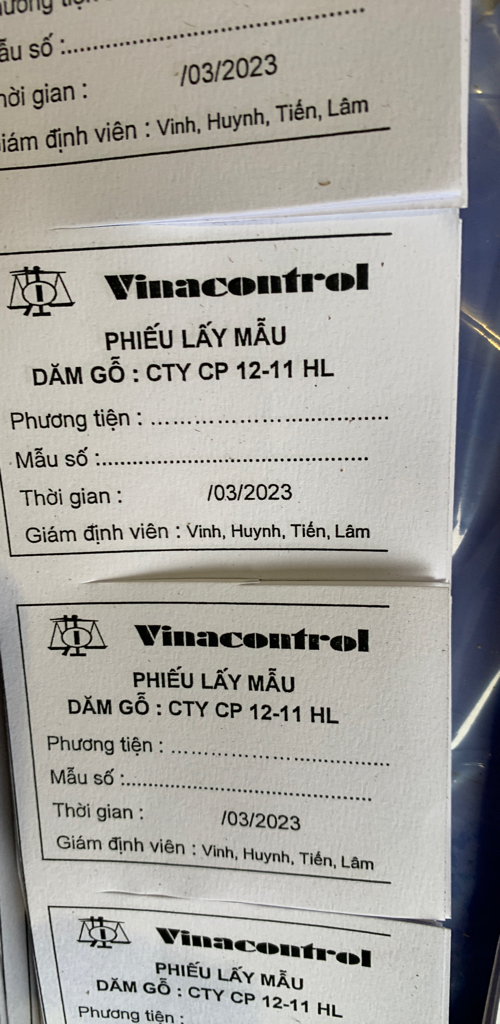 Mẫu số :........................................
Thời gian : /03/2023
Giám định viên : Vinh, Huynh, Tiến, Lâm
Vinacontrol
PHIẾU LẤY MẪU
DĂM GỖ : CTY CP 12-11 HL
Phương tiện : ........................................
Mẫu số :........................................
Thời gian : /03/2023
Giám định viên : Vinh, Huynh, Tiến, Lâm
Vinacontrol
PHIẾU LẤY MẪU
DĂM GỖ : CTY CP 12-11 HL
Phương tiện : ........................................
Mẫu số :........................................
Thời gian : /03/2023
Giám định viên : Vinh, Huynh, Tiến, Lâm
Vinacontrol
PHIẾU LẤY MẪU
DĂM GỖ : CTY CP 12-11 HL
Phương tiện :